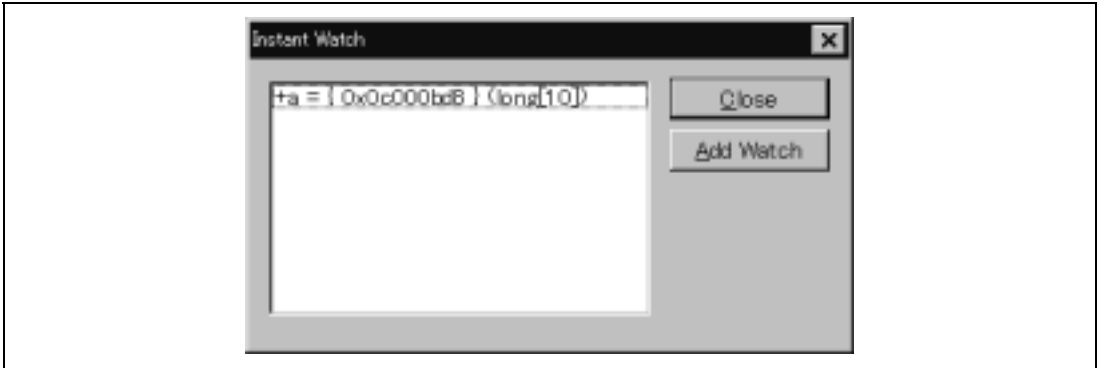 Instant Watch
+a = { 0x0c000bd8 } (long[10])
Close
Add Watch